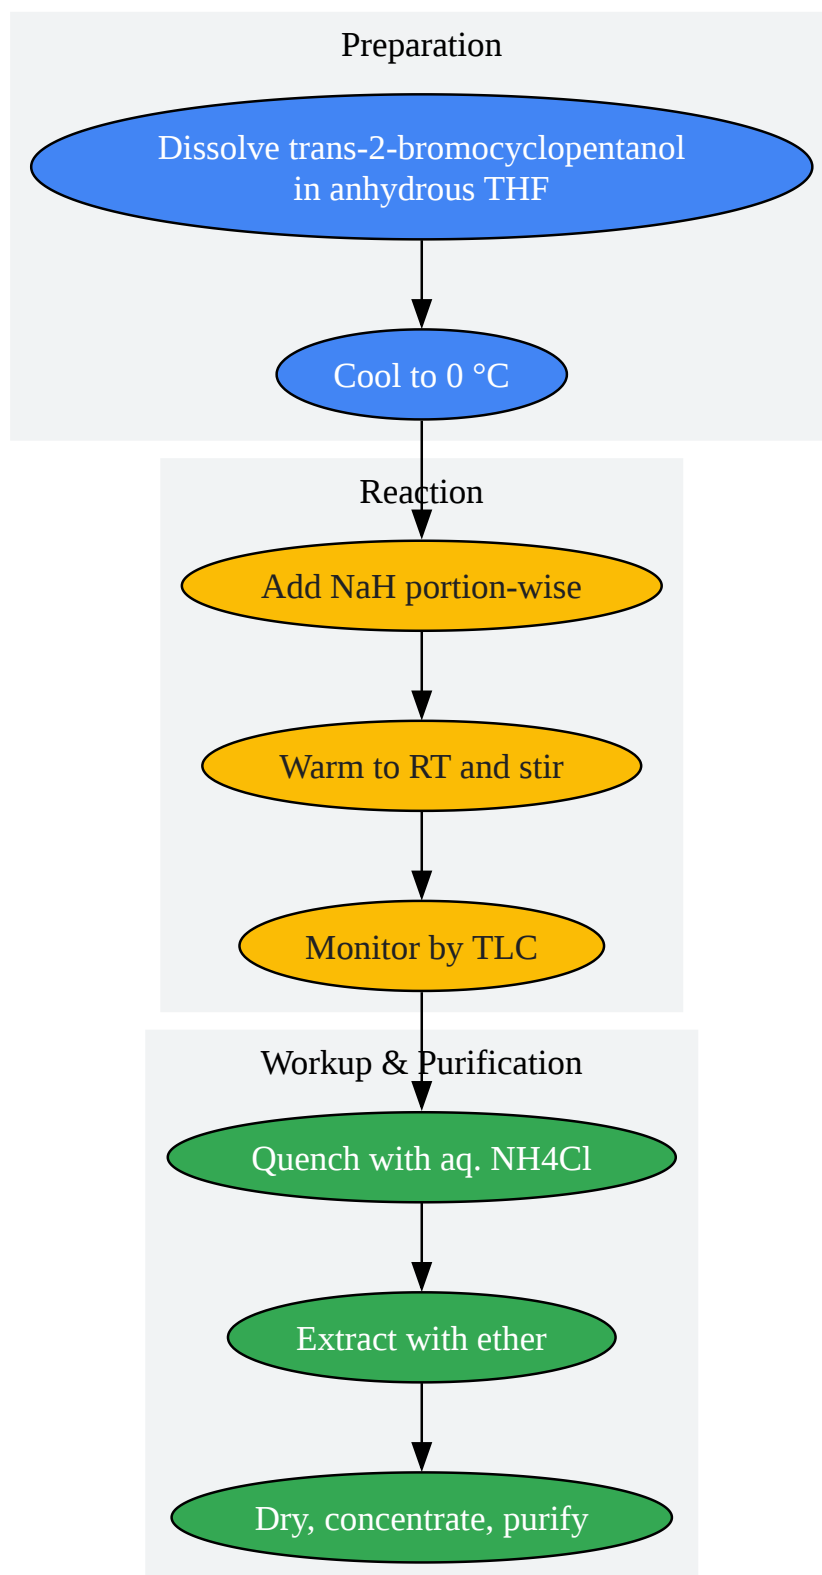 Preparation
Dissolve trans-2-bromocyclopentanol
in anhydrous THF
Cool to 0 °C
Reaction
Add NaH portion-wise
Warm to RT and stir
Monitor by TLC
Workup & Purification
Quench with aq. NH4Cl
Extract with ether
Dry, concentrate, purify